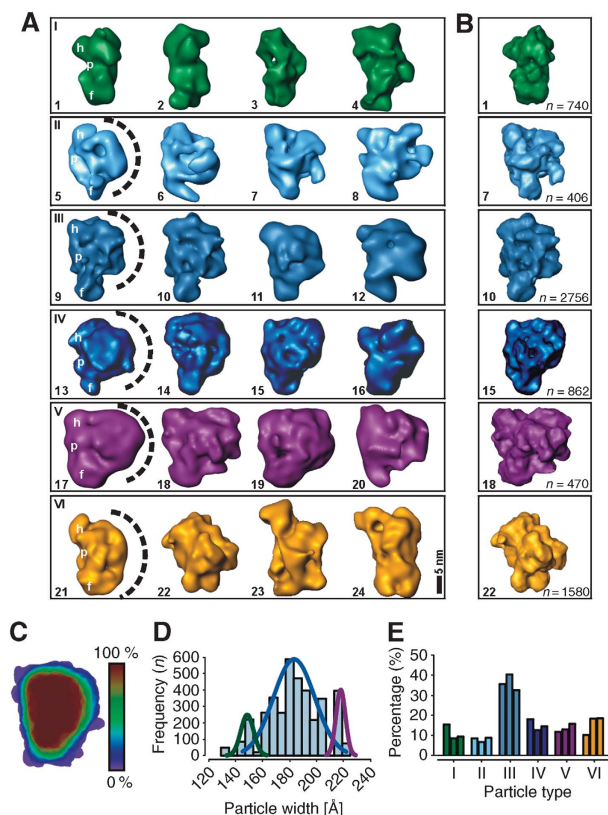 A
B
I
h
p
f
1
2
3
4
1
n = 740
II
h
p
f
5
6
7
8
7
n = 406
III
h
p
f
9
10
11
12
10
n = 2756
IV
h
p
f
13
14
15
16
15
n = 862
V
h
p
f
17
18
19
20
18
n = 470
VI
h
p
f
21
22
23
24
5 nm
22
n = 1580
C
100 %
0 %
D
Frequency (n)
600
500
400
300
200
100
0
120
140
160
180
200
220
240
Particle width [Å]
E
Percentage (%)
50
40
30
20
10
0
I II III IV V VI
Particle type